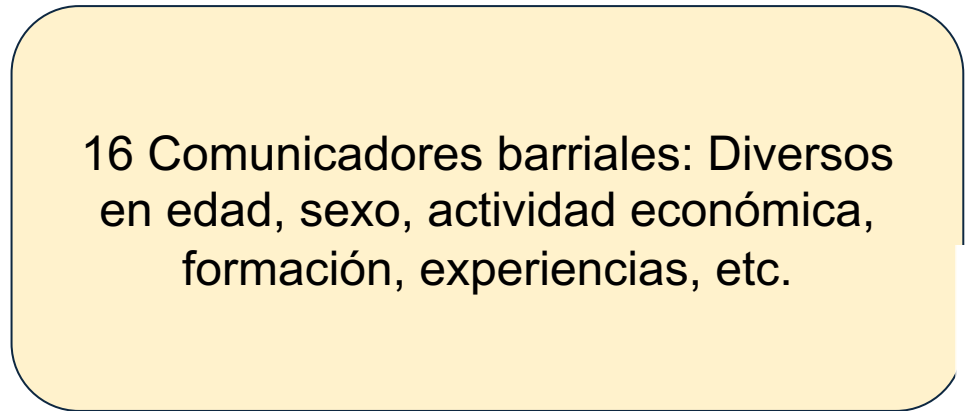 16 Comunicadores barriales: Diversos
en edad, sexo, actividad económica,
formación, experiencias, etc.